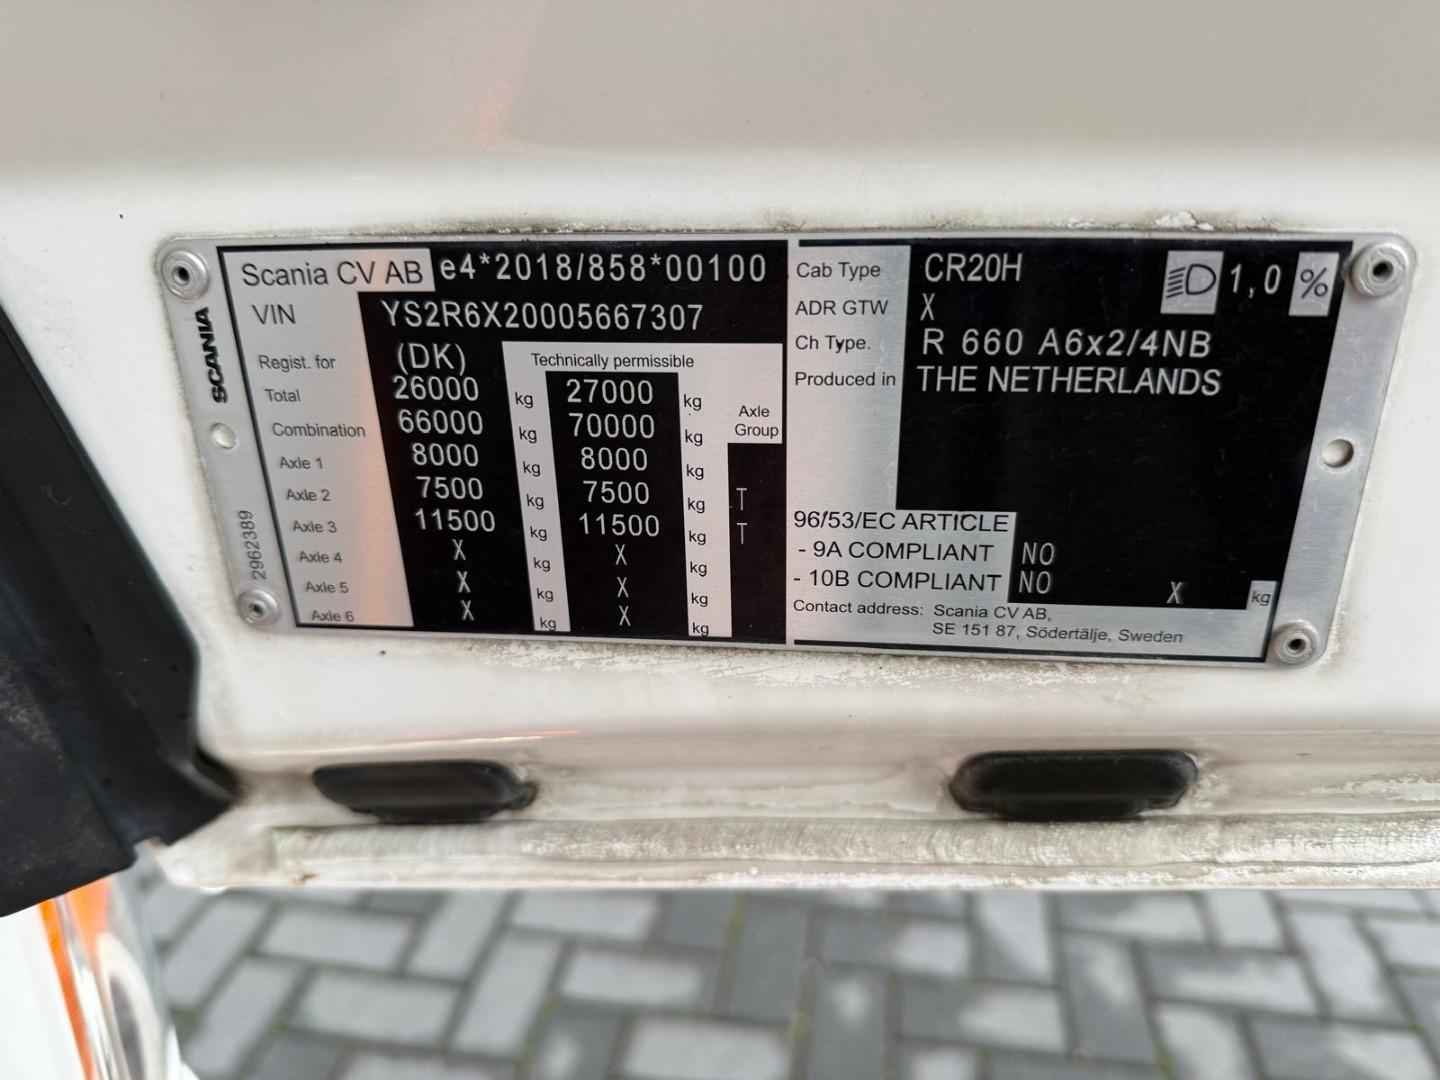 Scania CV AB e4*2018/858*00100
VIN YS2R6X20005667307
Regist. for (DK) Technically permissible
Total 26000 kg 27000 kg
Combination 66000 kg 70000 kg Axle Group
Axle 1 8000 kg 8000 kg
Axle 2 7500 kg 7500 kg T
Axle 3 11500 kg 11500 kg T
Axle 4 X kg X kg
Axle 5 X kg X kg
Axle 6 X kg X kg
SCANIA
2962389
Cab Type CR20H 1,0 %
ADR GTW X
Ch Type. R 660 A6x2/4NB
Produced in THE NETHERLANDS
96/53/EC ARTICLE
- 9A COMPLIANT NO
- 10B COMPLIANT NO X kg
Contact address: Scania CV AB,
SE 151 87, Södertälje, Sweden